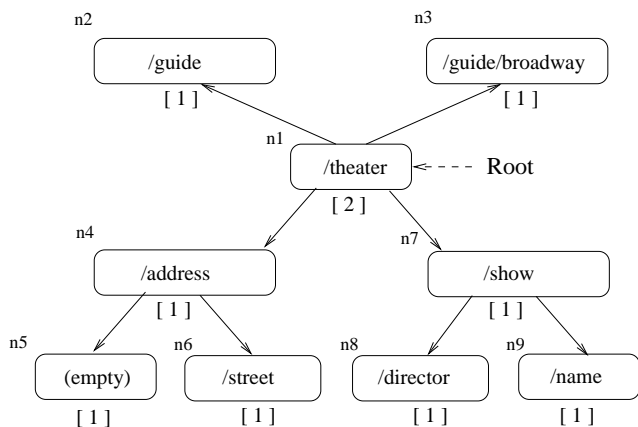 n2
n3
/guide
/guide/broadway
[ 1 ]
[ 1 ]
n1
/theater
Root
[ 2 ]
n4
n7
/address
/show
[ 1 ]
[ 1 ]
n5
n6
n8
n9
(empty)
/street
/director
/name
[ 1 ]
[ 1 ]
[ 1 ]
[ 1 ]